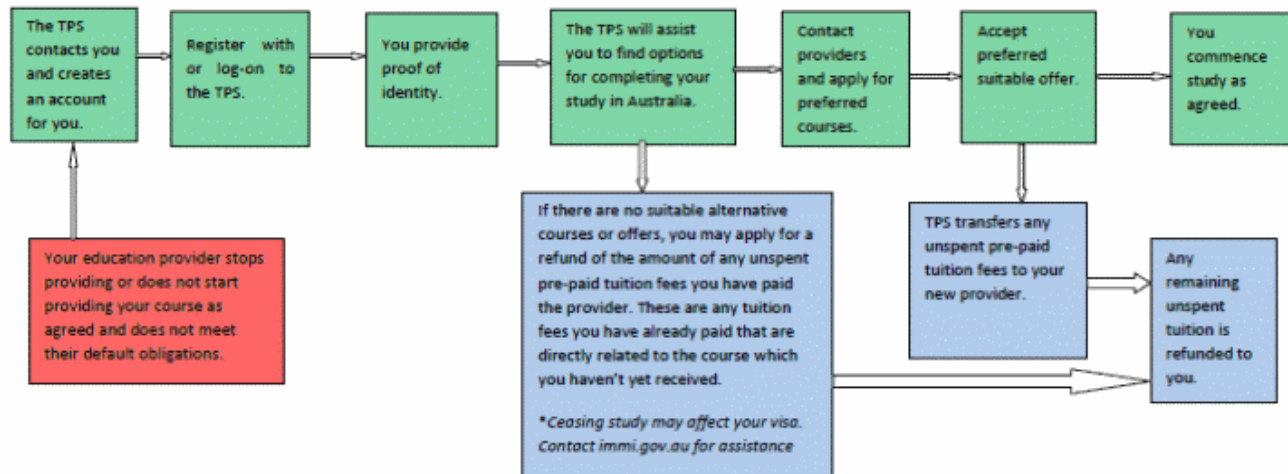 The TPS
contacts you
and creates
an account
for you.
Register with
or log-on to
the TPS.
You provide
proof of
identity.
The TPS will assist
you to find options
for completing your
study in Australia.
Contact
providers
and apply for
preferred
courses.
Accept
preferred
suitable offer.
You
commence
study as
agreed.
Your education provider stops
providing or does not start
providing your course as
agreed and does not meet
their default obligations.
If there are no suitable alternative
courses or offers, you may apply for a
refund of the amount of any unspent
pre-paid tuition fees you have paid
the provider. These are any tuition
fees you have already paid that are
directly related to the course which
you haven't yet received.
*Ceasing study may affect your visa.
Contact immi.gov.au for assistance
TPS transfers any
unspent pre-paid
tuition fees to your
new provider.
Any
remaining
unspent
tuition is
refunded to
you.